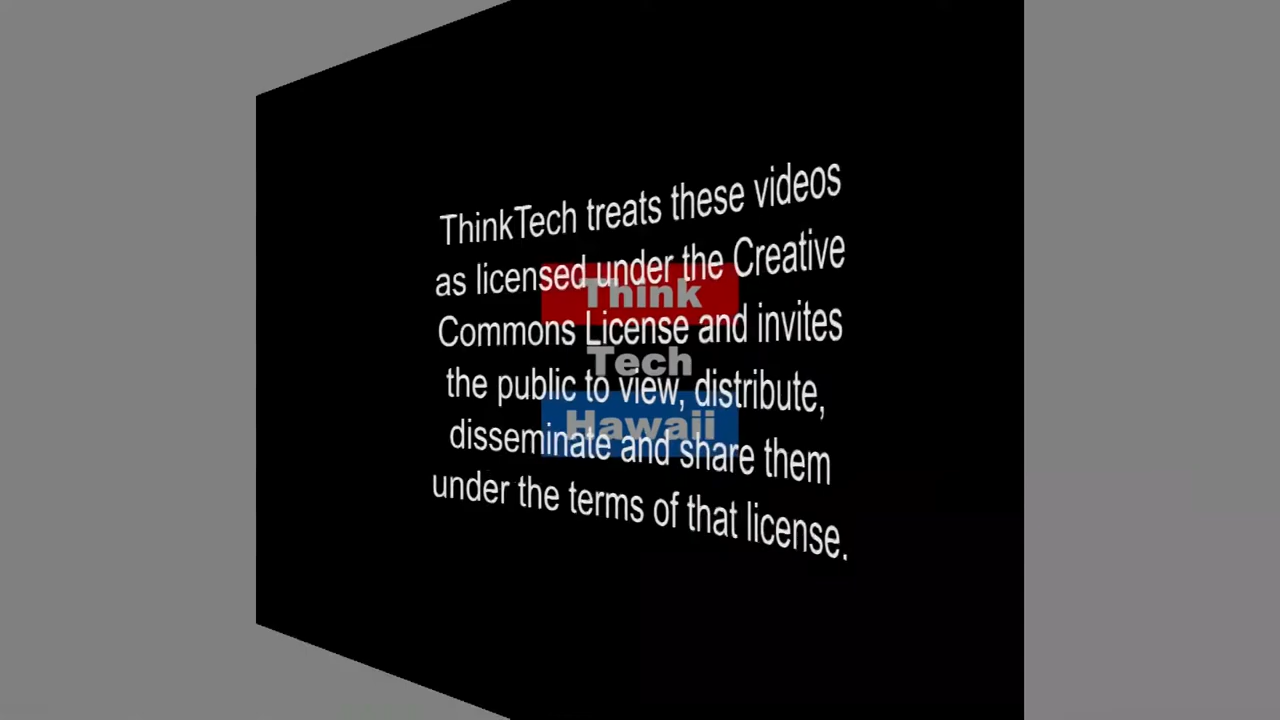 ThinkTech treats these videos
as licensed under the Creative
Think
Commons License and invites
Tech
the public to view, distribute,
Hawaii
disseminate and share them
under the terms of that license.